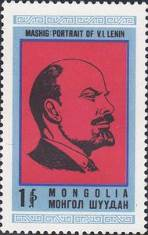 MASHIG: PORTRAIT OF V.I. LENIN
1₮ MONGOLIA
МОНГОЛ ШУУДАН